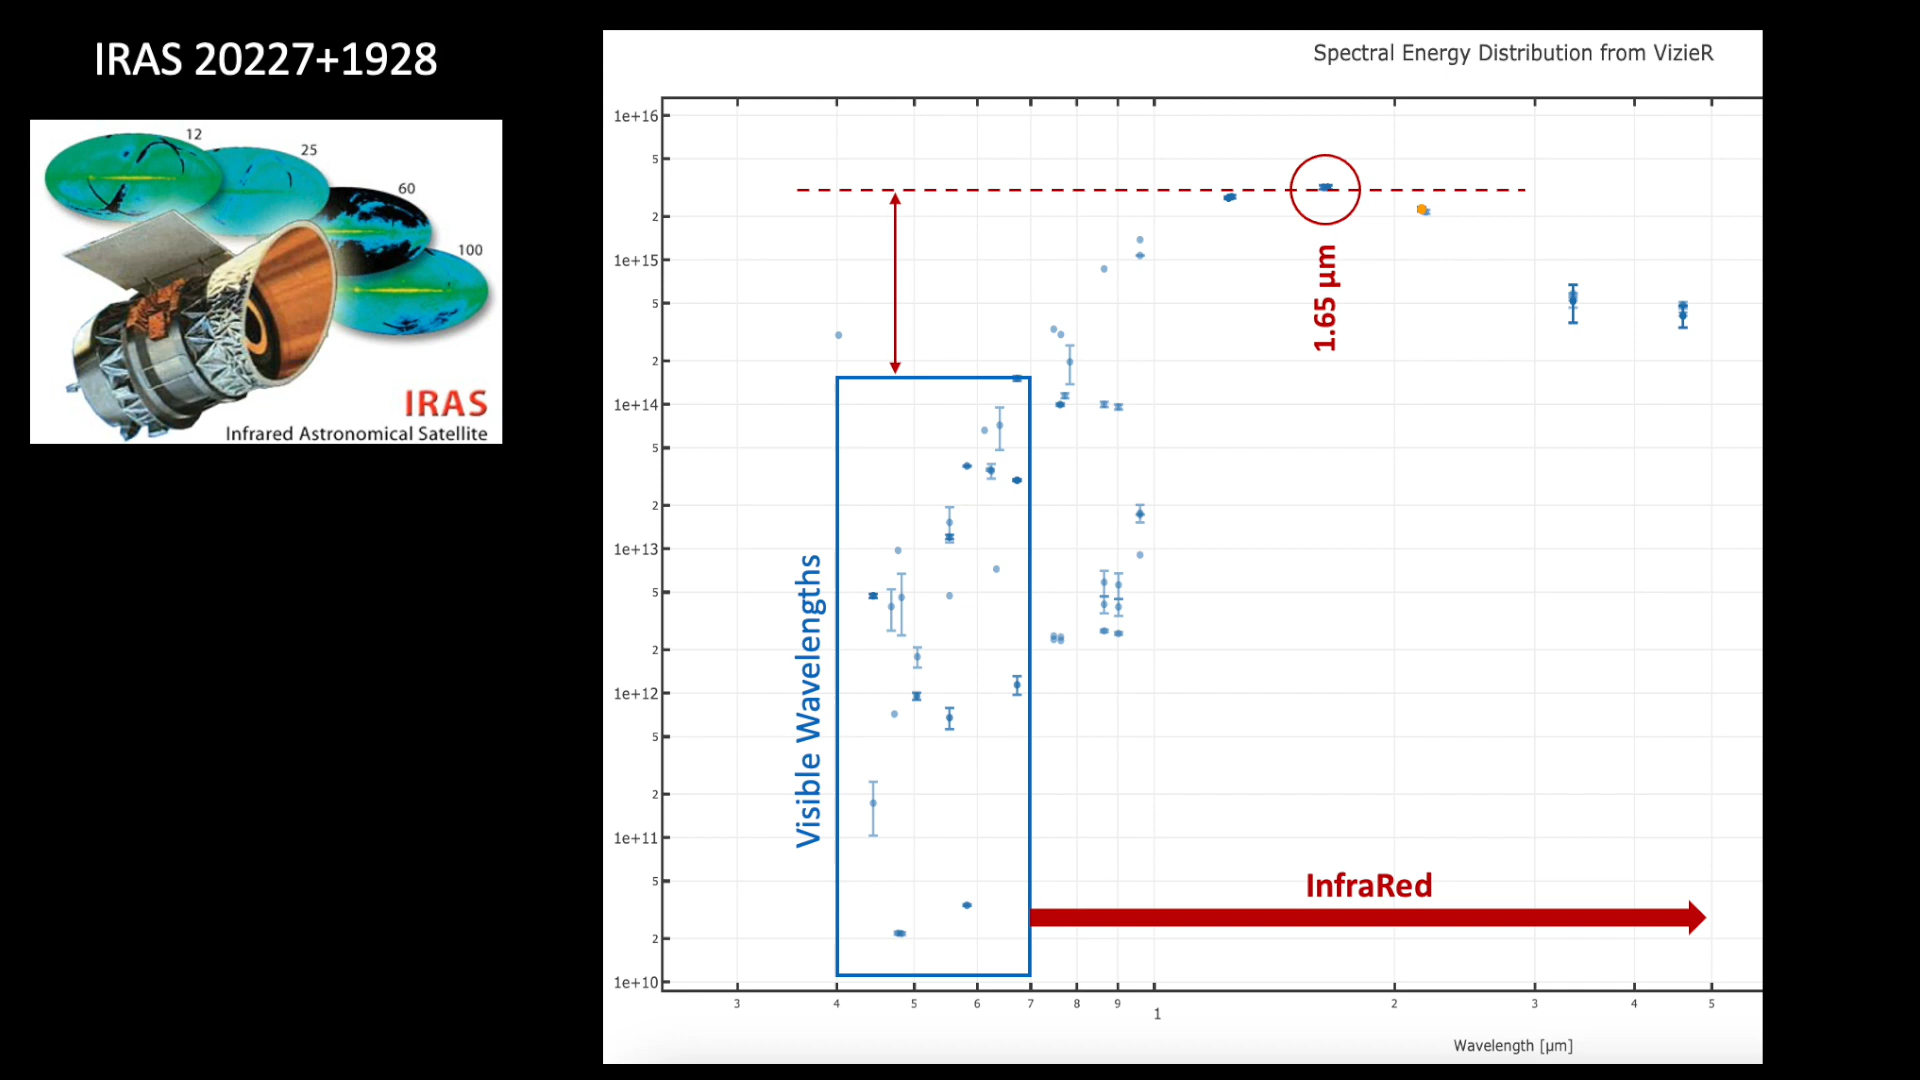 IRAS 20227+1928
12
25
60
100
IRAS
Infrared Astronomical Satellite
Spectral Energy Distribution from VizieR
1e+16
5
2
1e+15
5
2
1e+14
5
2
1e+13
5
2
1e+12
5
2
1e+11
5
2
1e+10
Visible Wavelengths
1.65 μm
InfraRed
3 4 5 6 7 8 9 1 2 3 4 5
Wavelength [μm]